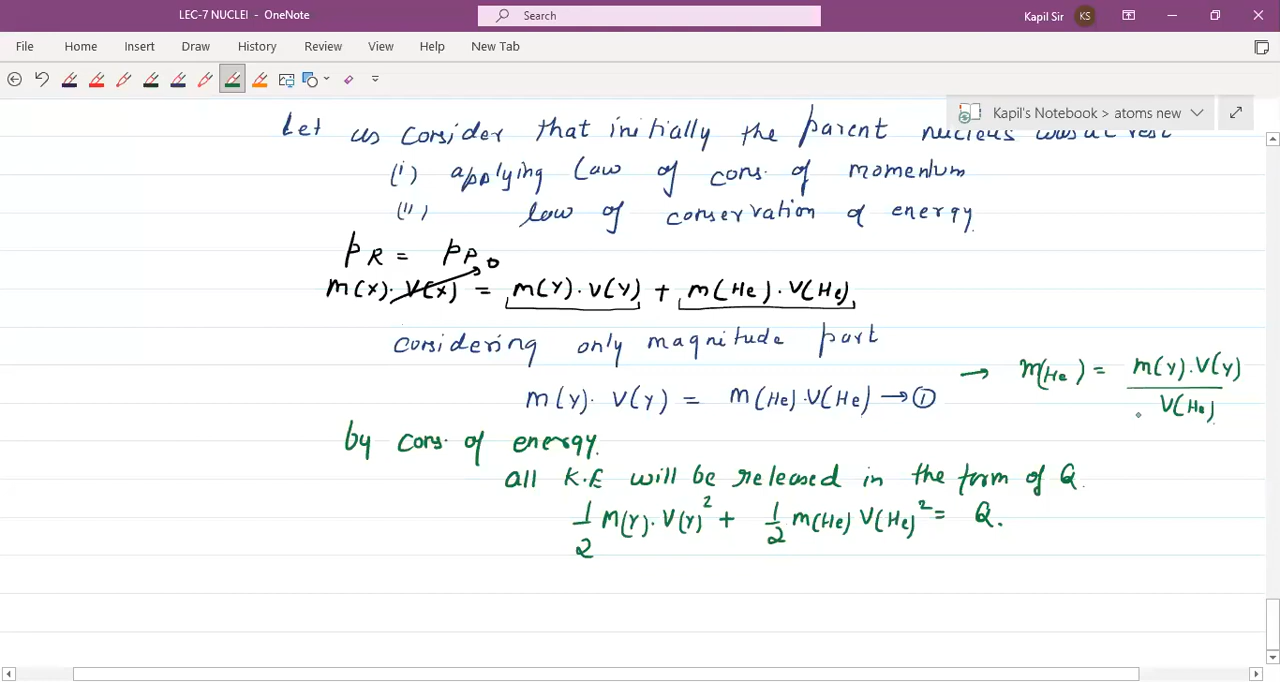 LEC-7 NUCLEI - OneNote
Search
Kapil Sir KS
File Home Insert Draw History Review View Help New Tab
Kapil's Notebook > atoms new
Let us consider that initially the parent nucleus was at rest
(i) applying Law of cons. of momentum
(ii) law of conservation of energy.
PR = PP
m(X). V(X) 0 = m(Y). V(Y) + m(He). V(He)
considering only magnitude part
m(Y). V(Y) = m(He). V(He) → ①
→ m(He) = m(Y). V(Y) / V(He)
by cons. of energy.
all K.E will be released in the form of Q.
1/2 M(Y). V(Y)² + 1/2 m(He) V(He)² = Q.